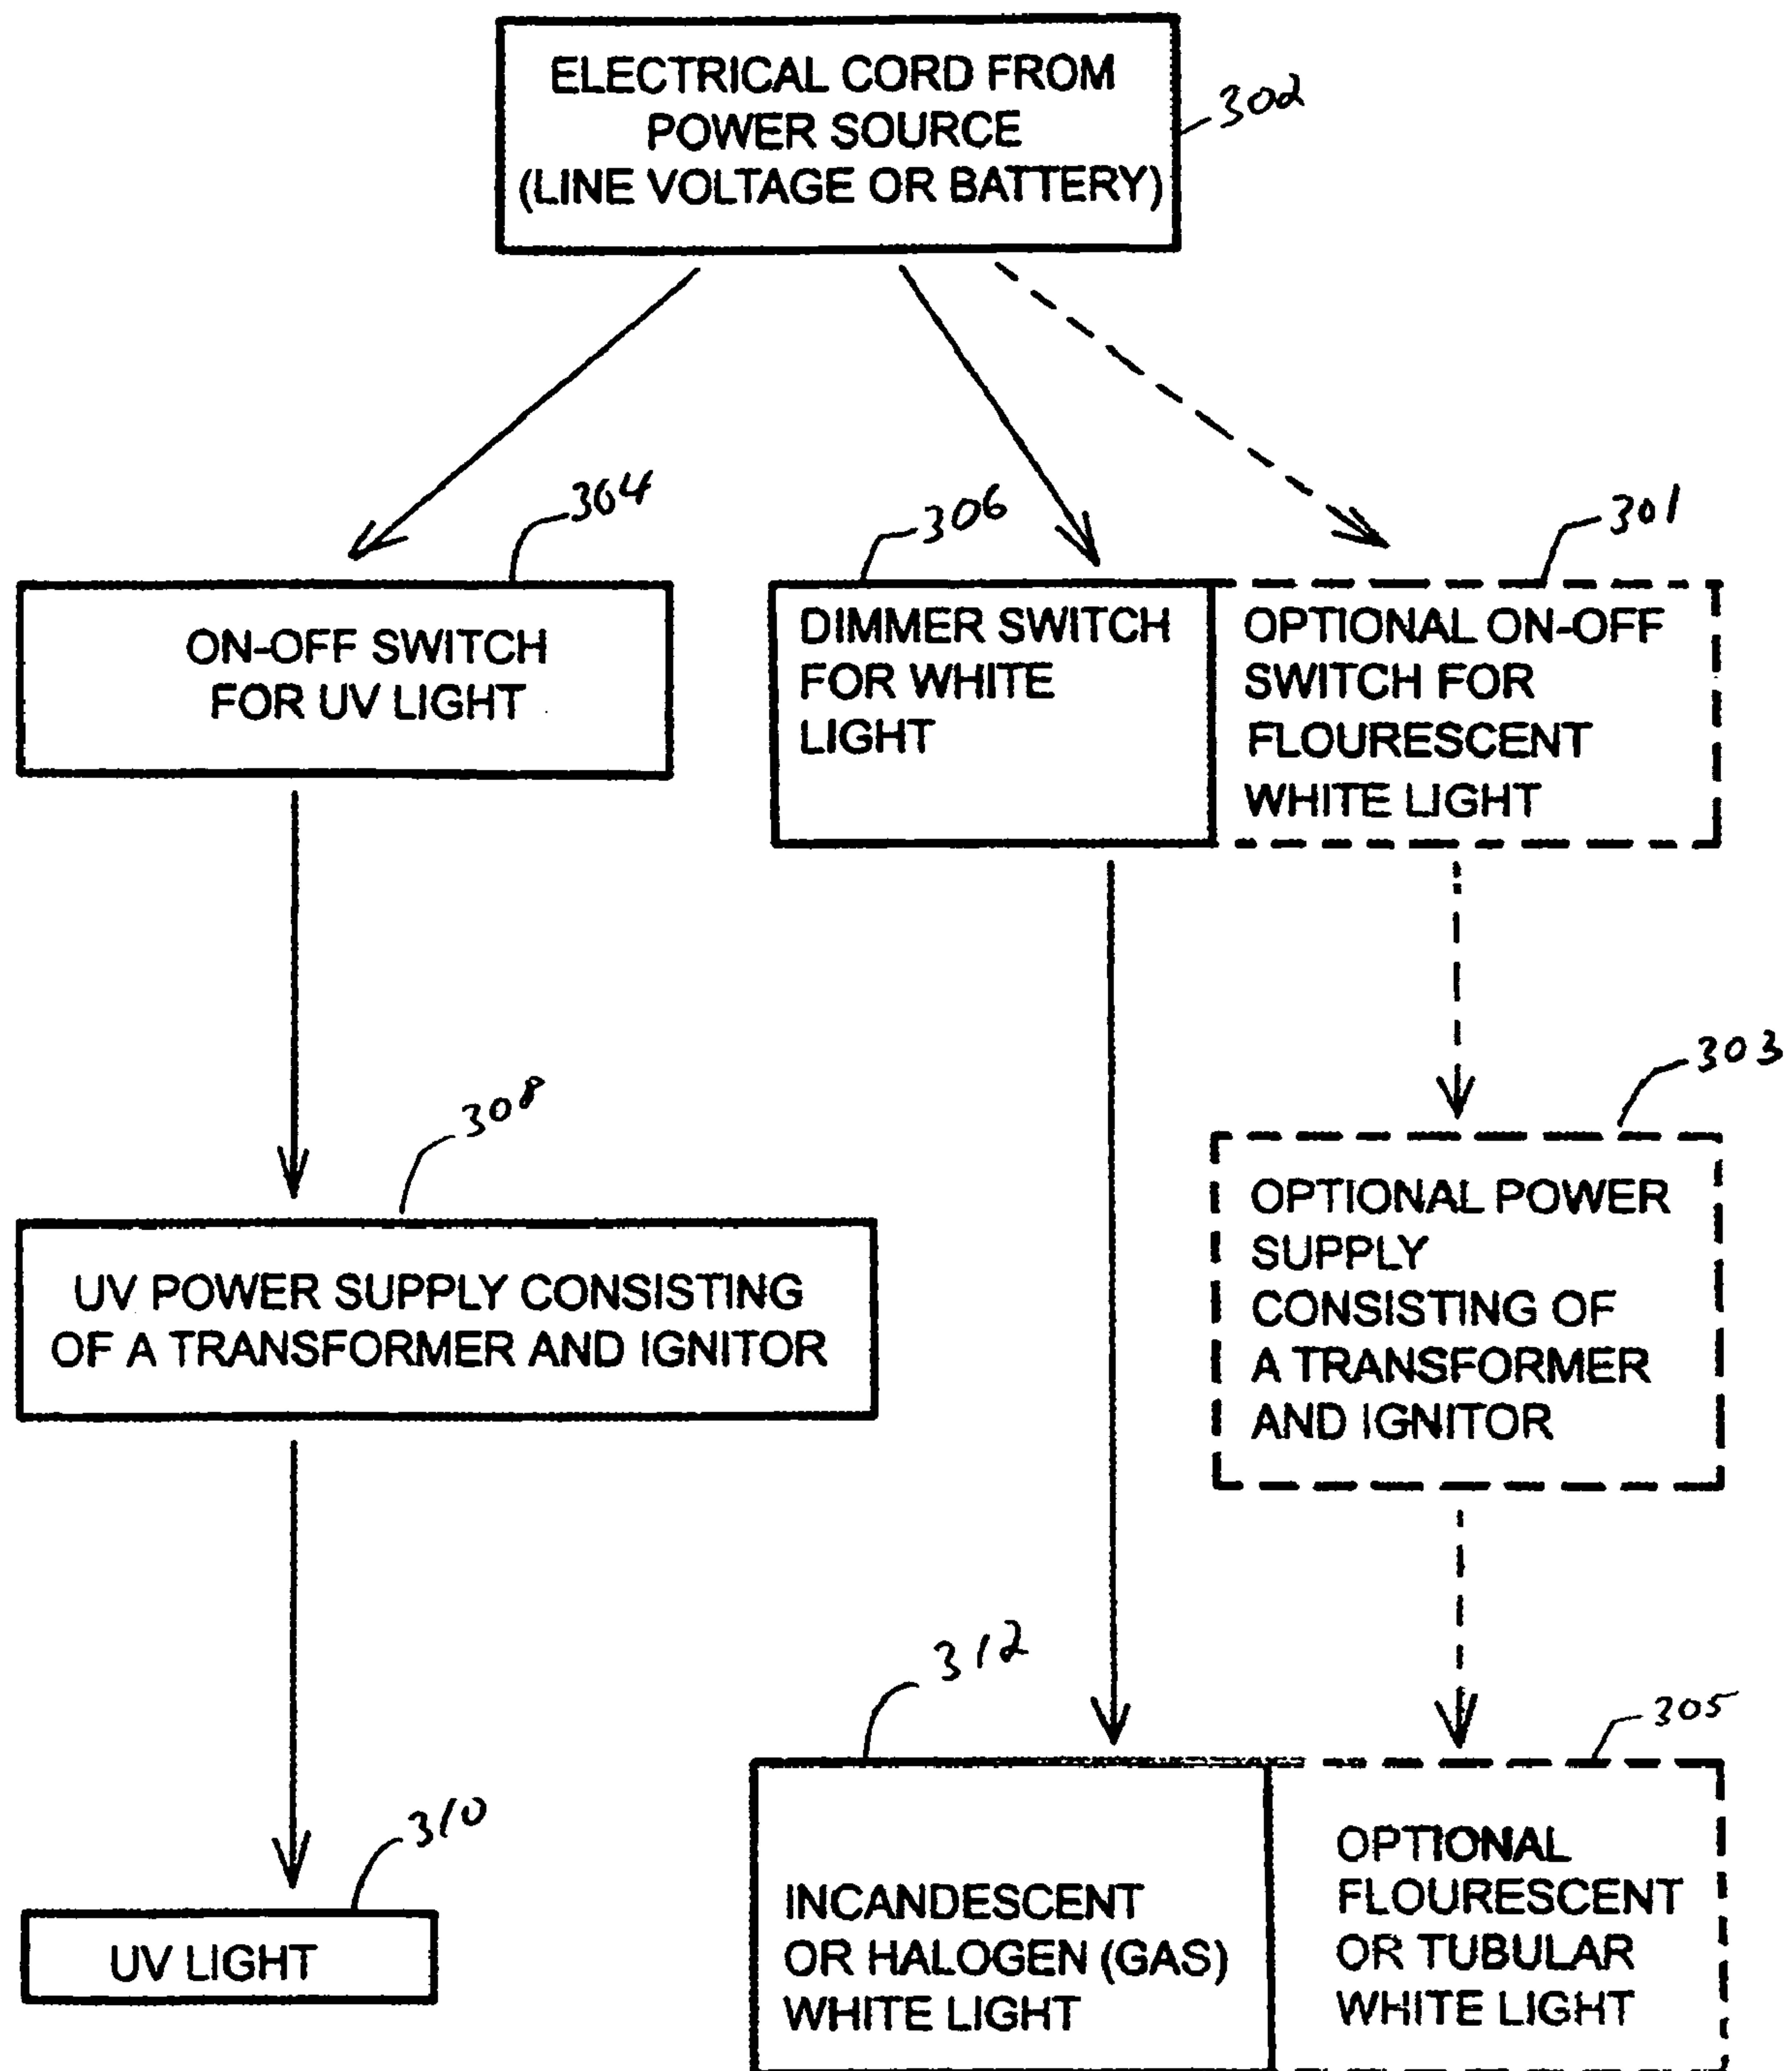 ELECTRICAL CORD FROM
POWER SOURCE
(LINE VOLTAGE OR BATTERY)
302
304
306
301
ON-OFF SWITCH
FOR UV LIGHT
DIMMER SWITCH
FOR WHITE
LIGHT
OPTIONAL ON-OFF
SWITCH FOR
FLOURESCENT
WHITE LIGHT
308
303
UV POWER SUPPLY CONSISTING
OF A TRANSFORMER AND IGNITOR
OPTIONAL POWER
SUPPLY
CONSISTING OF
A TRANSFORMER
AND IGNITOR
310
312
305
UV LIGHT
INCANDESCENT
OR HALOGEN (GAS)
WHITE LIGHT
OPTIONAL
FLOURESCENT
OR TUBULAR
WHITE LIGHT